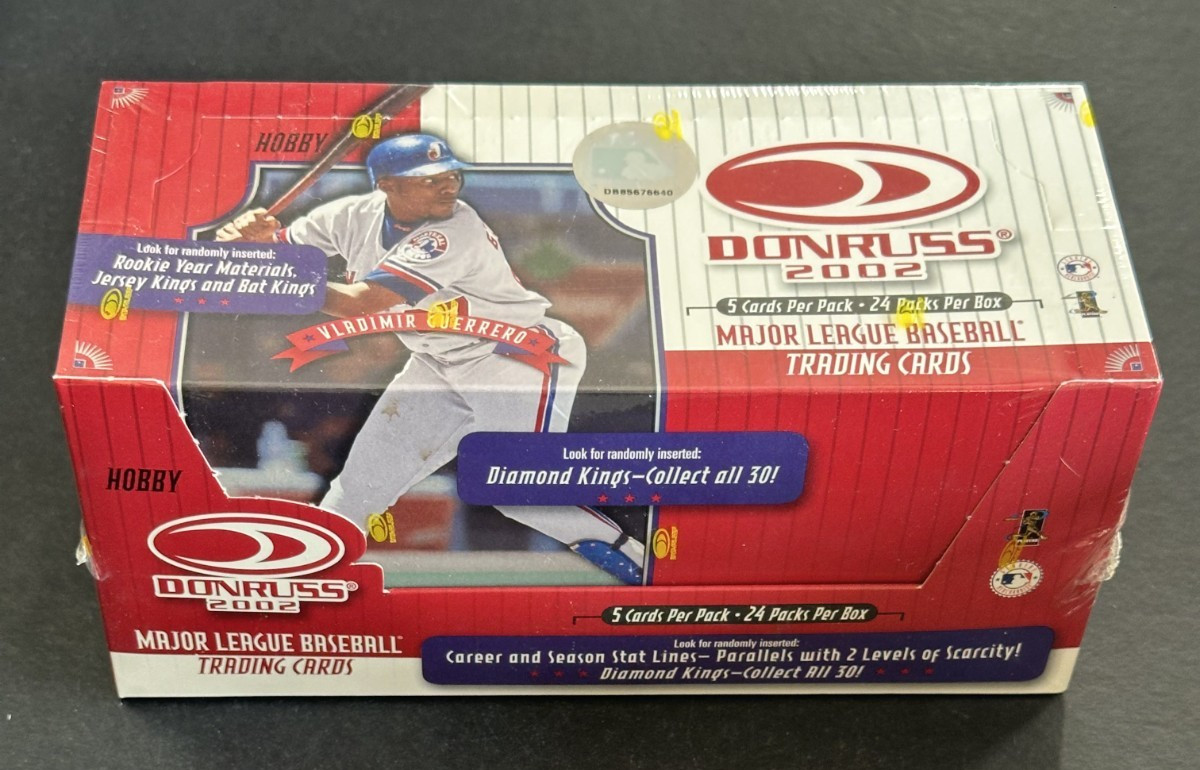 HOBBY
DB85676640
DONRUSS®
2002
Look for randomly inserted:
Rookie Year Materials,
Jersey Kings and Bat Kings
VLADIMIR GUERRERO
5 Cards Per Pack • 24 Packs Per Box
MAJOR LEAGUE BASEBALL
TRADING CARDS
HOBBY
Look for randomly inserted:
Diamond Kings—Collect all 30!
DONRUSS®
2002
MAJOR LEAGUE BASEBALL
TRADING CARDS
5 Cards Per Pack • 24 Packs Per Box
Look for randomly inserted:
Career and Season Stat Lines— Parallels with 2 Levels of Scarcity!
Diamond Kings—Collect All 30!